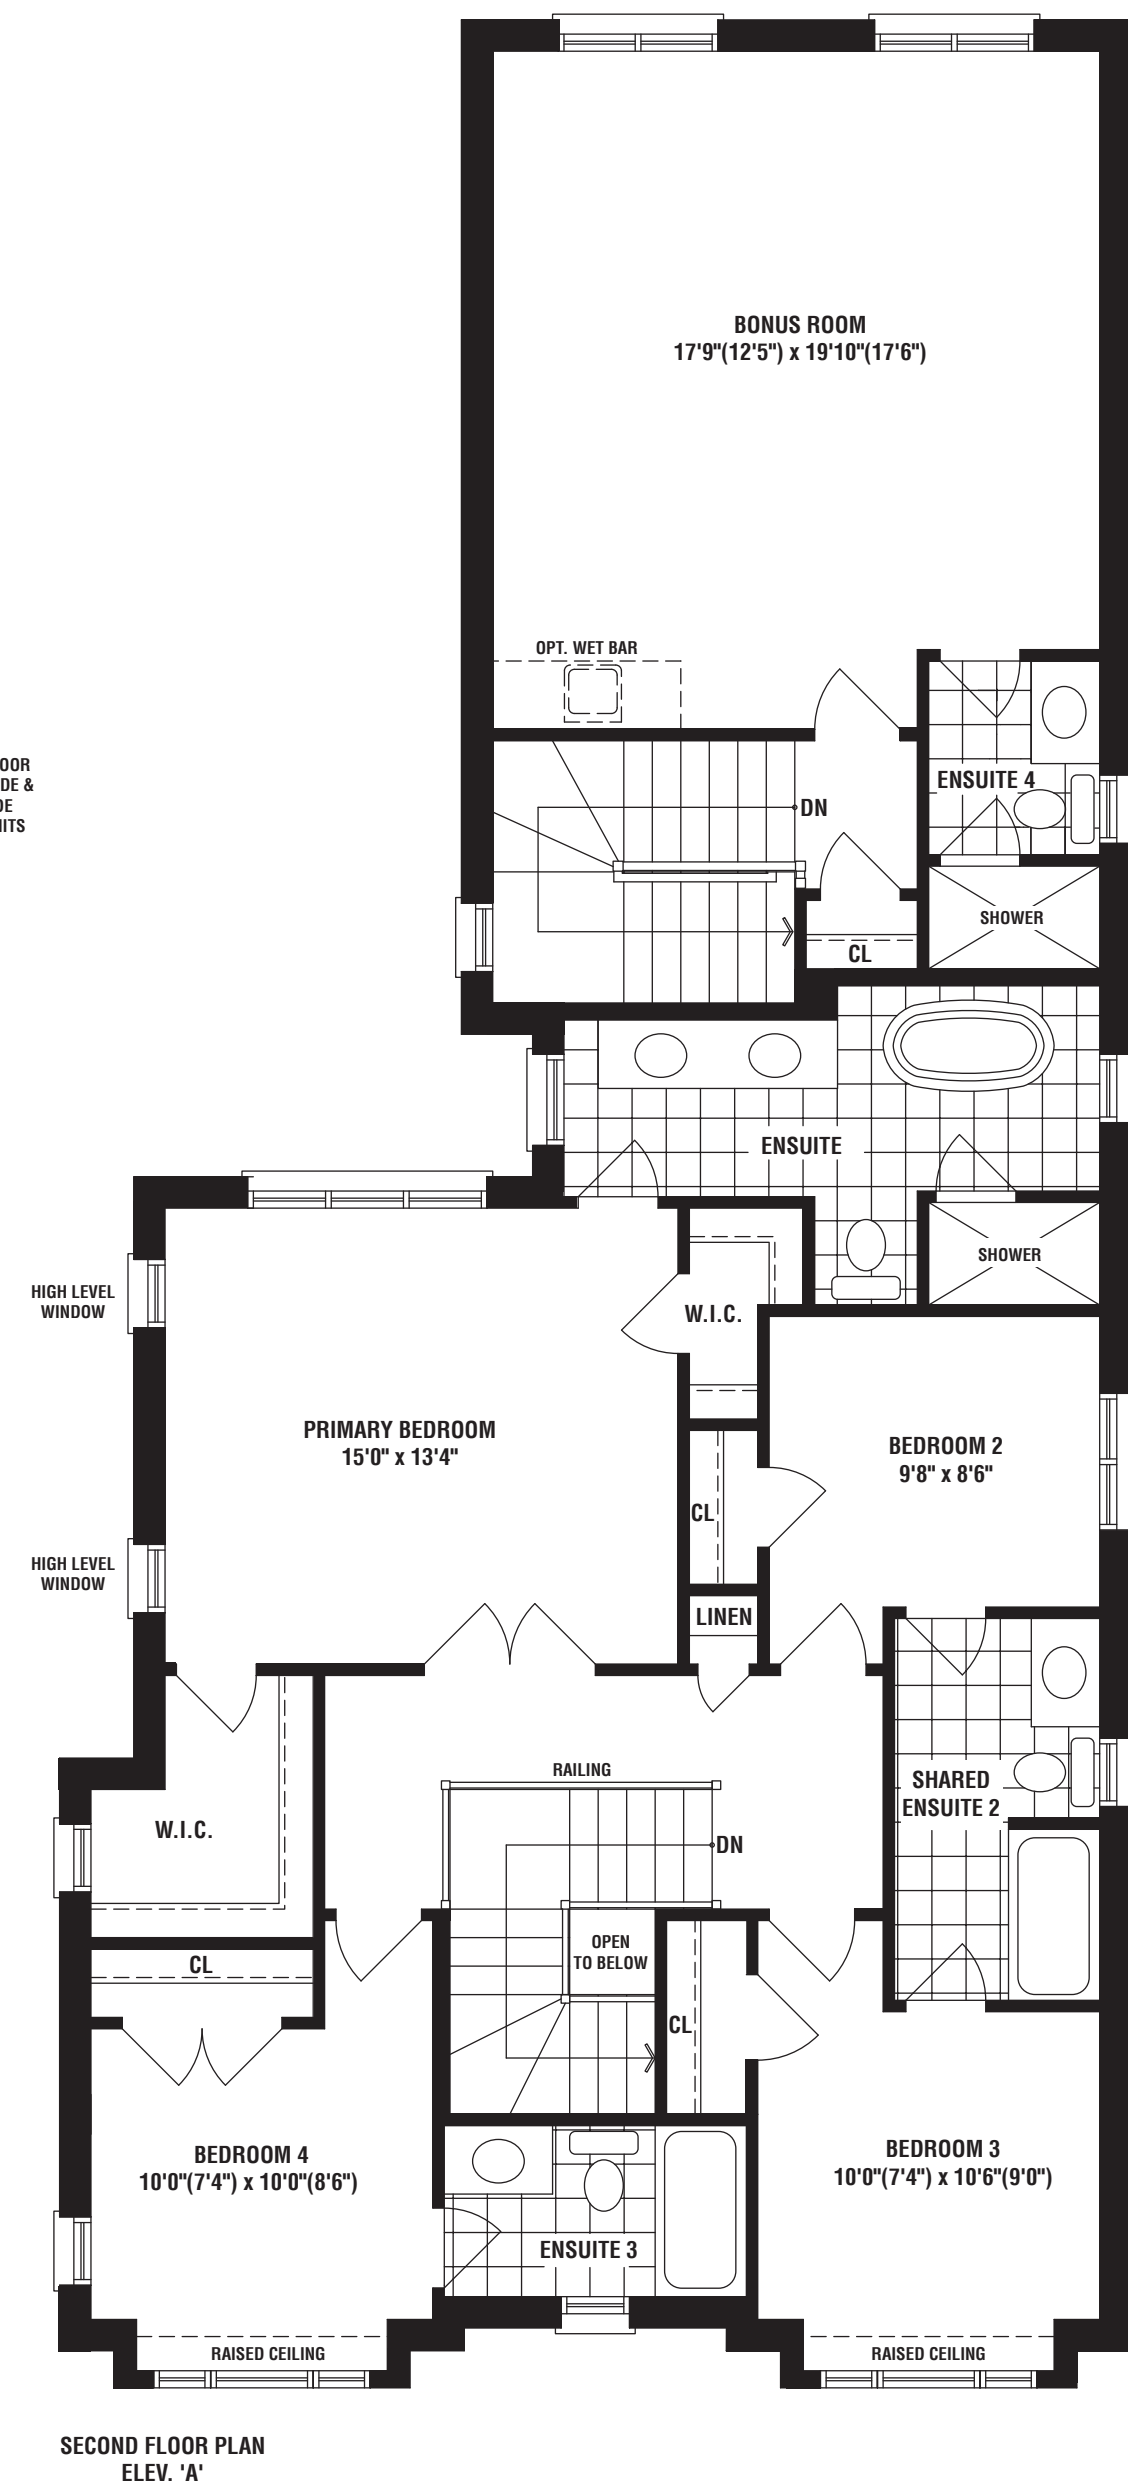 BONUS ROOM
17'9"(12'5") x 19'10"(17'6")
OPT. WET BAR
OOR
DE &
DE
NITS
ENSUITE 4
DN
SHOWER
CL
ENSUITE
SHOWER
HIGH LEVEL
WINDOW
W.I.C.
PRIMARY BEDROOM
15'0" x 13'4"
BEDROOM 2
9'8" x 8'6"
CL
HIGH LEVEL
WINDOW
LINEN
RAILING
SHARED
ENSUITE 2
W.I.C.
DN
OPEN
TO BELOW
CL
CL
BEDROOM 4
10'0"(7'4") x 10'0"(8'6")
BEDROOM 3
10'0"(7'4") x 10'6"(9'0")
ENSUITE 3
RAISED CEILING
RAISED CEILING
SECOND FLOOR PLAN
ELEV. 'A'